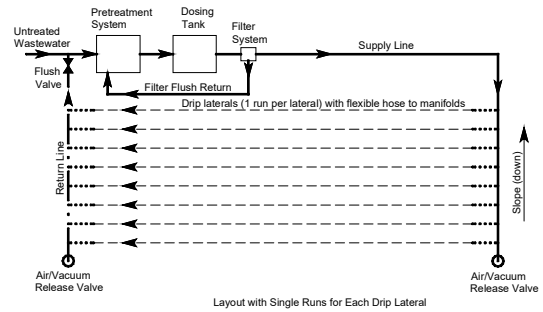 Pretreatment
System
Dosing
Tank
Filter
System
Untreated
Wastewater
Supply Line
Flush
Valve
Filter Flush Return
Drip laterals (1 run per lateral) with flexible hose to manifolds
Return Line
Slope (down)
Air/Vacuum
Release Valve
Air/Vacuum
Release Valve
Layout with Single Runs for Each Drip Lateral